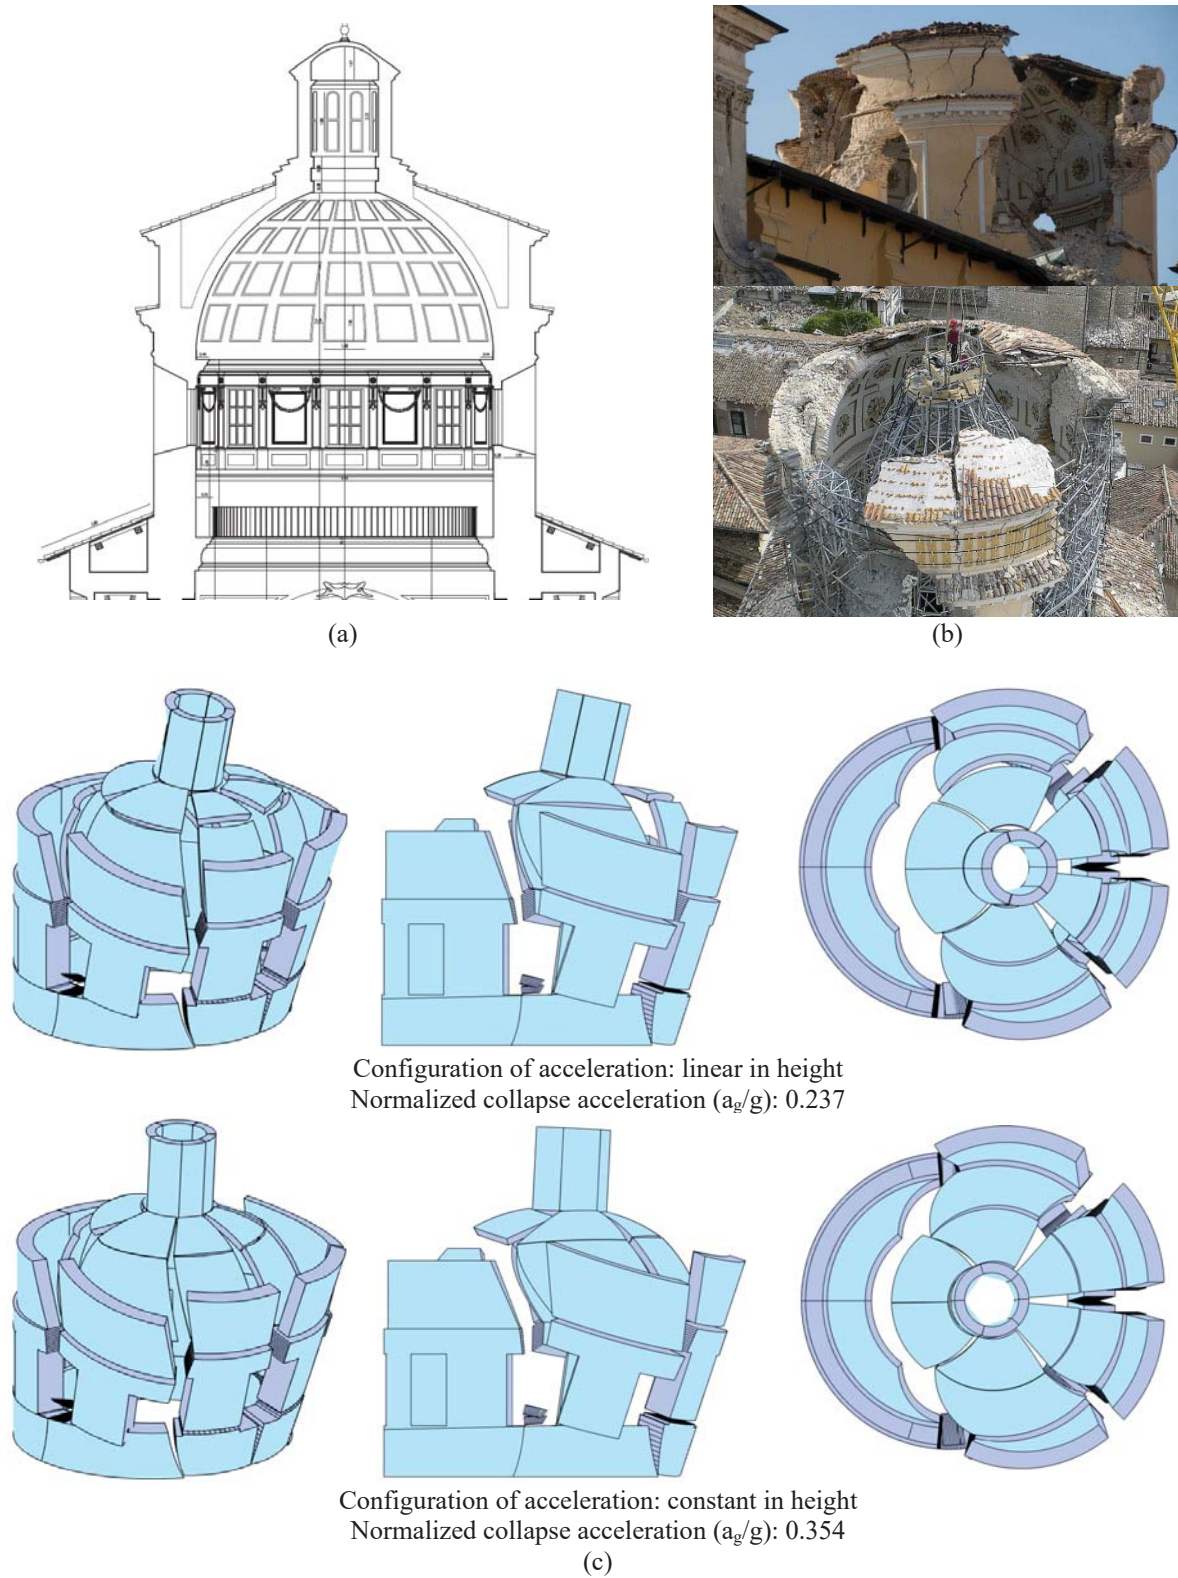 (a)
(b)
Configuration of acceleration: linear in height
Normalized collapse acceleration (ag/g): 0.237
Configuration of acceleration: constant in height
Normalized collapse acceleration (ag/g): 0.354
(c)